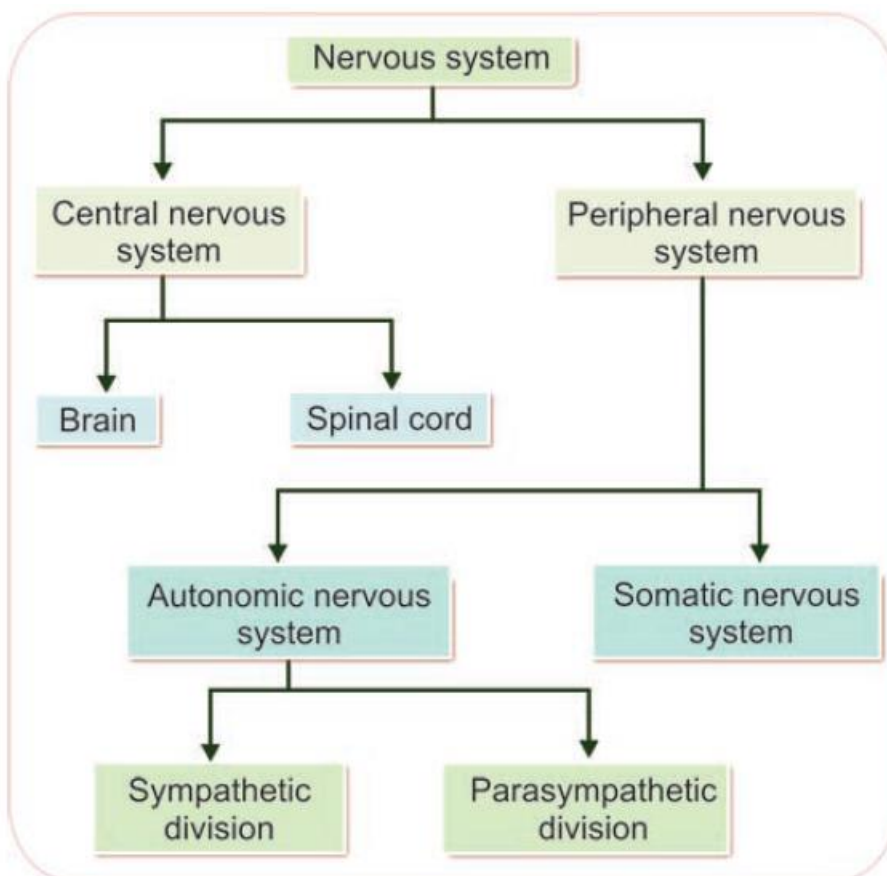 Nervous system
Central nervous
system
Peripheral nervous
system
Brain
Spinal cord
Autonomic nervous
system
Somatic nervous
system
Sympathetic
division
Parasympathetic
division